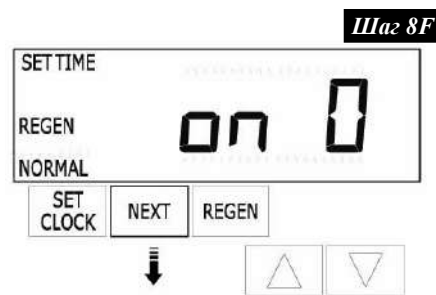 Шаг 8F
SET TIME
REGEN on 0
NORMAL
SET CLOCK NEXT REGEN